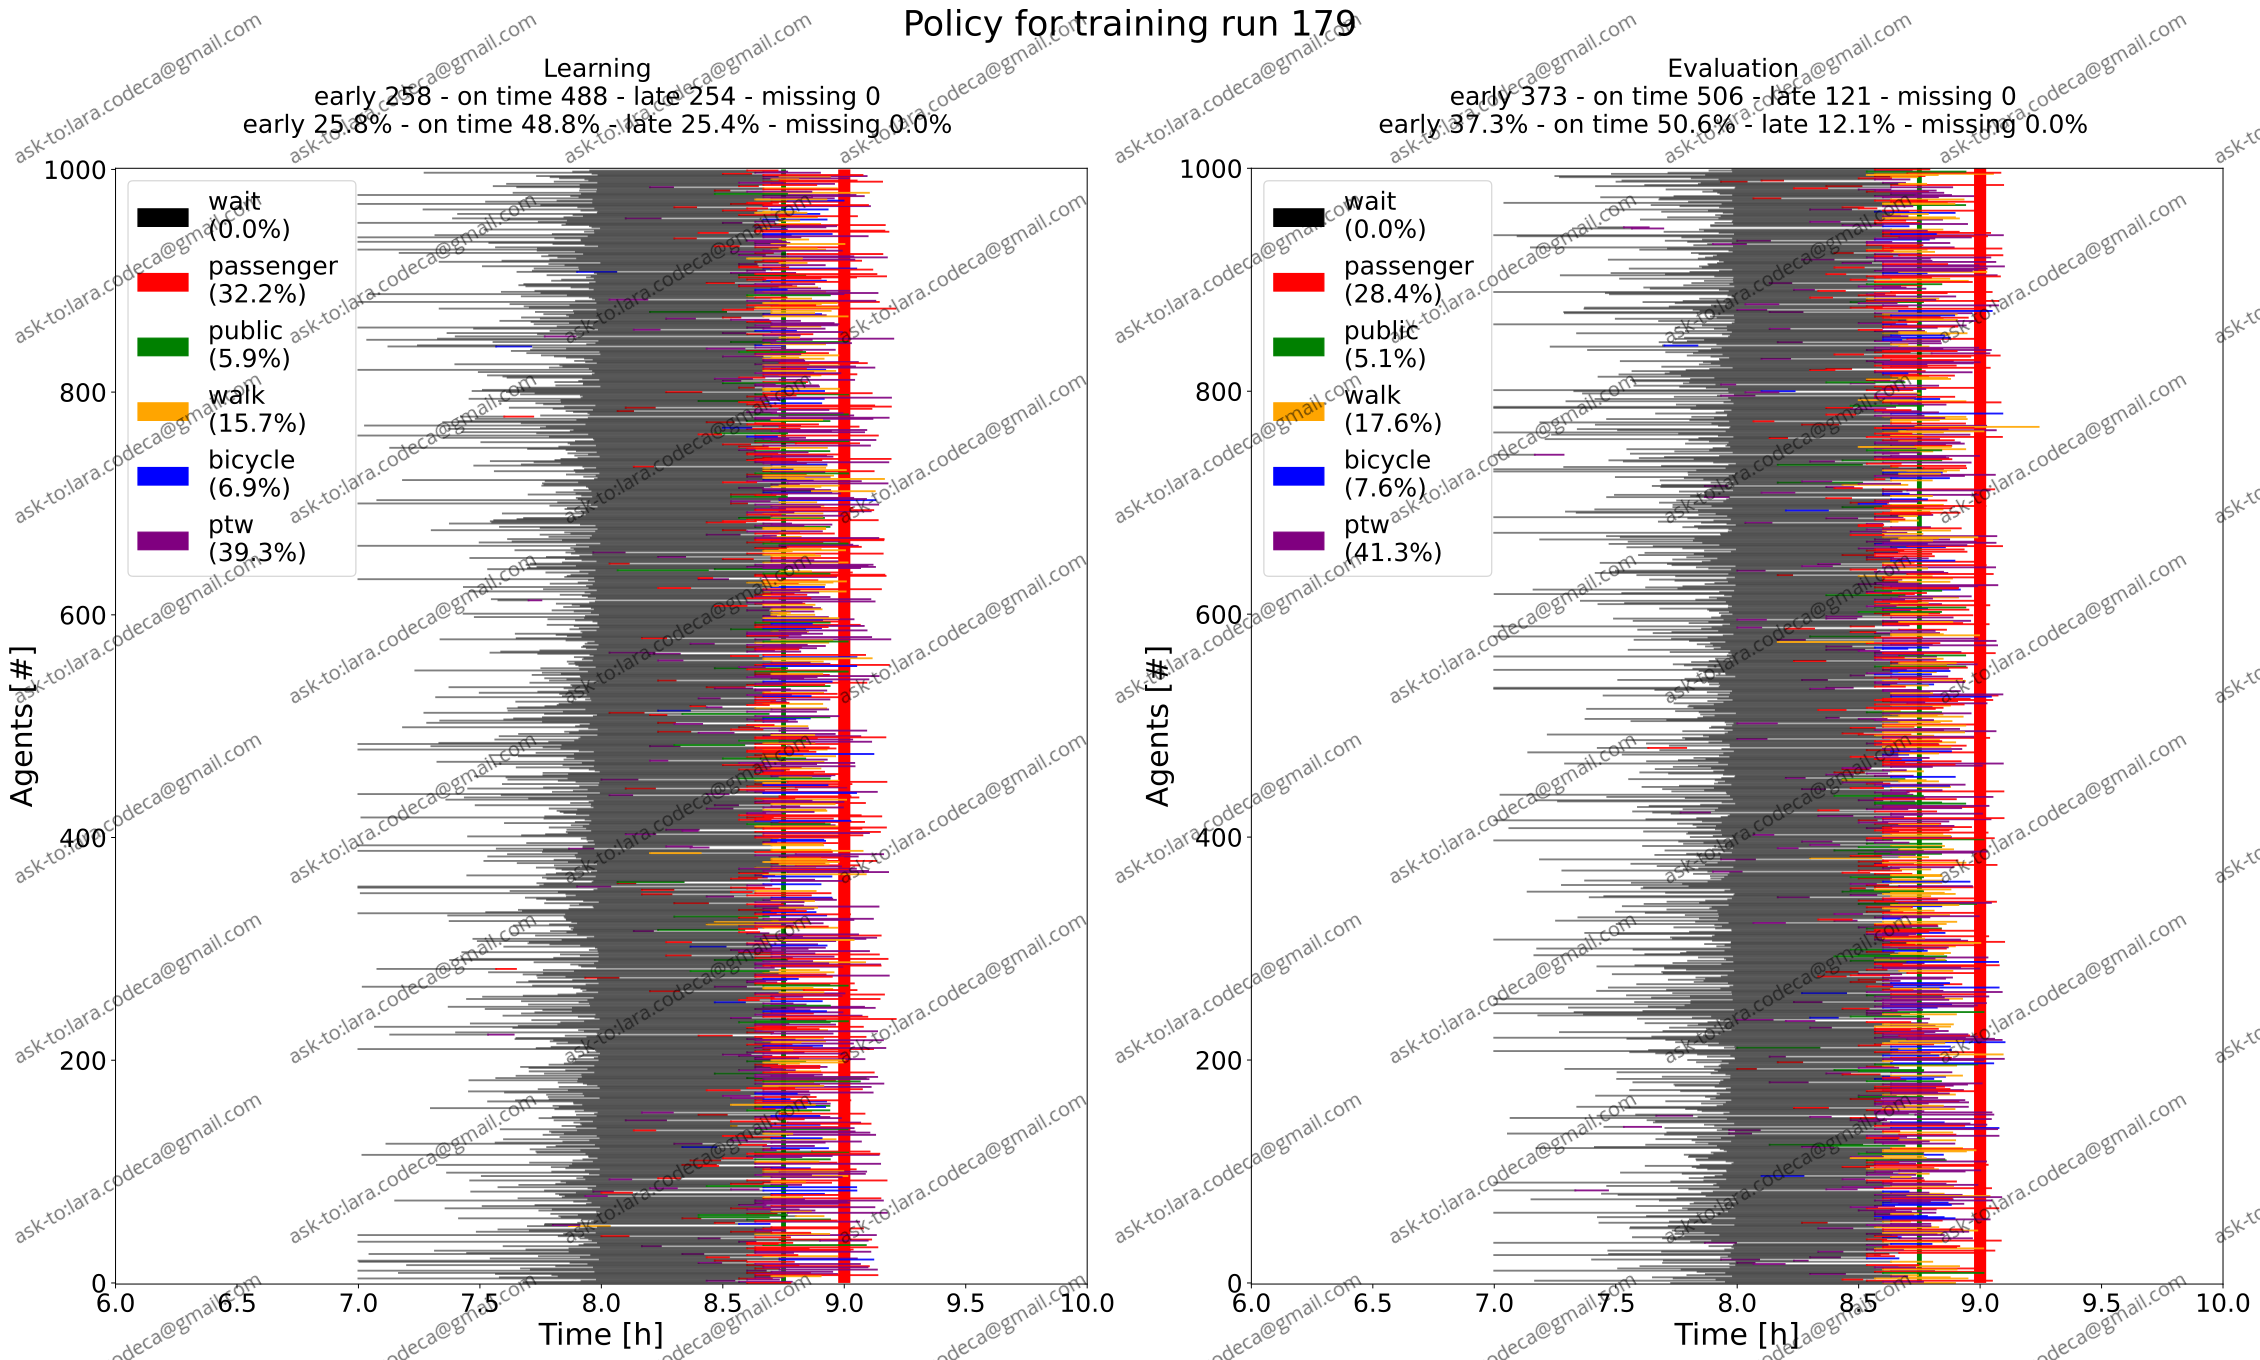 Policy for training run 179
Learning
early 258 - on time 488 - late 254 - missing 0
early 25.8% - on time 48.8% - late 25.4% - missing 0.0%
Agents [#]
1000
800
600
400
200
0
wait
(0.0%)
passenger
(32.2%)
public
(5.9%)
walk
(15.7%)
bicycle
(6.9%)
ptw
(39.3%)
6.0 6.5 7.0 7.5 8.0 8.5 9.0 9.5 10.0
Time [h]
Evaluation
early 373 - on time 506 - late 121 - missing 0
early 37.3% - on time 50.6% - late 12.1% - missing 0.0%
Agents [#]
1000
800
600
400
200
0
wait
(0.0%)
passenger
(28.4%)
public
(5.1%)
walk
(17.6%)
bicycle
(7.6%)
ptw
(41.3%)
6.0 6.5 7.0 7.5 8.0 8.5 9.0 9.5 10.0
Time [h]
ask-to:lara.codeca@gmail.com